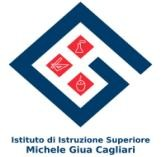 Istituto di Istruzione Superiore
Michele Giua Cagliari